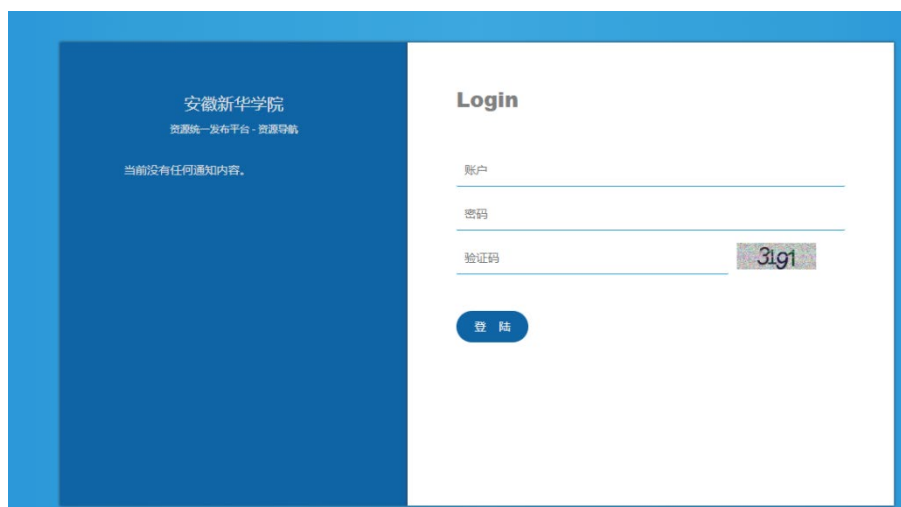 安徽新华学院
资源统一发布平台 - 资源导航
当前没有任何通知内容。
Login
账户
密码
验证码
3191
登 陆